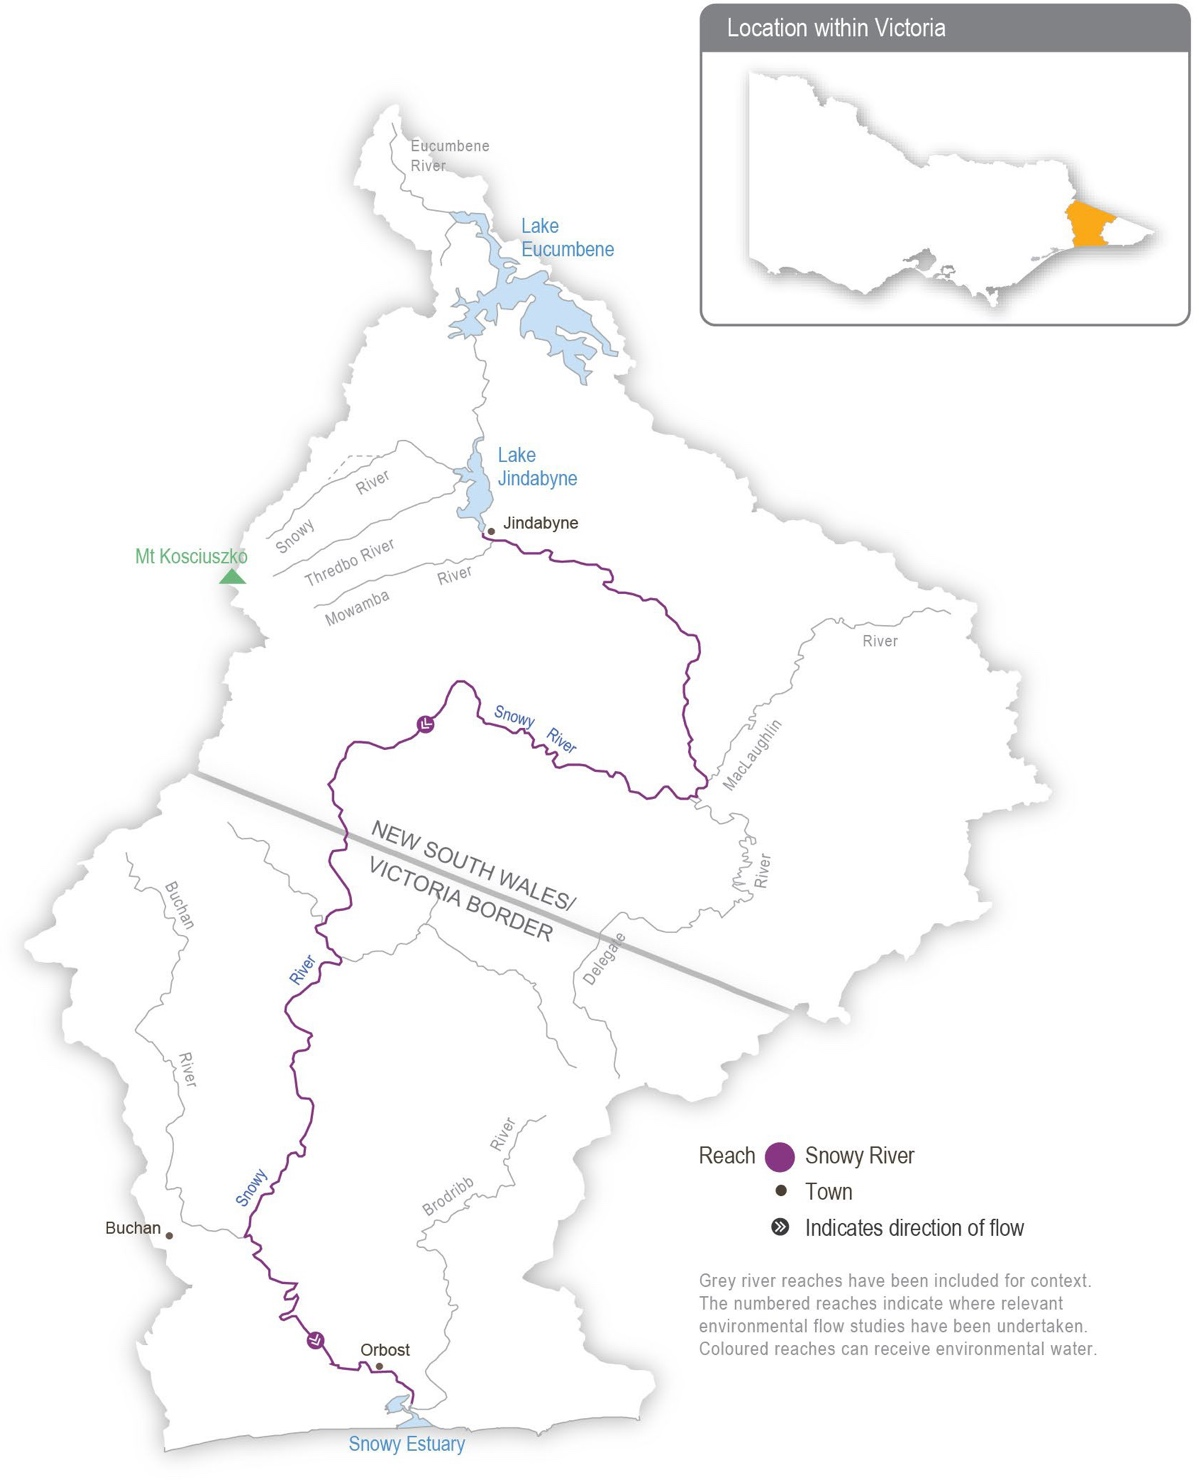 Location within Victoria
Eucumbene
River
Lake
Eucumbene
Lake
Jindabyne
Jindabyne
Snowy
River
Mt Kosciuszko
Thredbo River
Mowamba
River
River
MacLaughlin
Snowy
River
NEW SOUTH WALES/
VICTORIA BORDER
River
Delegate
Buchan
River
River
Snowy
River
Brodribb
Buchan
Orbost
Snowy Estuary
Reach
Snowy River
Town
Indicates direction of flow
Grey river reaches have been included for context.
The numbered reaches indicate where relevant
environmental flow studies have been undertaken.
Coloured reaches can receive environmental water.